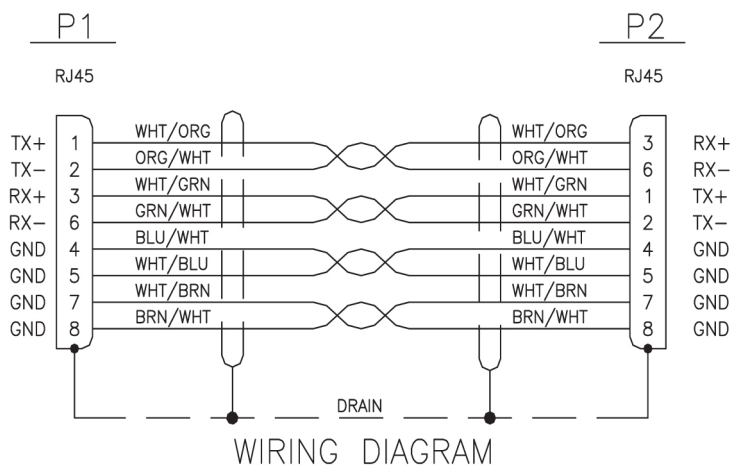 P1 P2
RJ45 RJ45
TX+ 1 WHT/ORG WHT/ORG 3 RX+
TX- 2 ORG/WHT ORG/WHT 6 RX-
RX+ 3 WHT/GRN WHT/GRN 1 TX+
RX- 6 GRN/WHT GRN/WHT 2 TX-
GND 4 BLU/WHT BLU/WHT 4 GND
GND 5 WHT/BLU WHT/BLU 5 GND
GND 7 WHT/BRN WHT/BRN 7 GND
GND 8 BRN/WHT BRN/WHT 8 GND
DRAIN
WIRING DIAGRAM